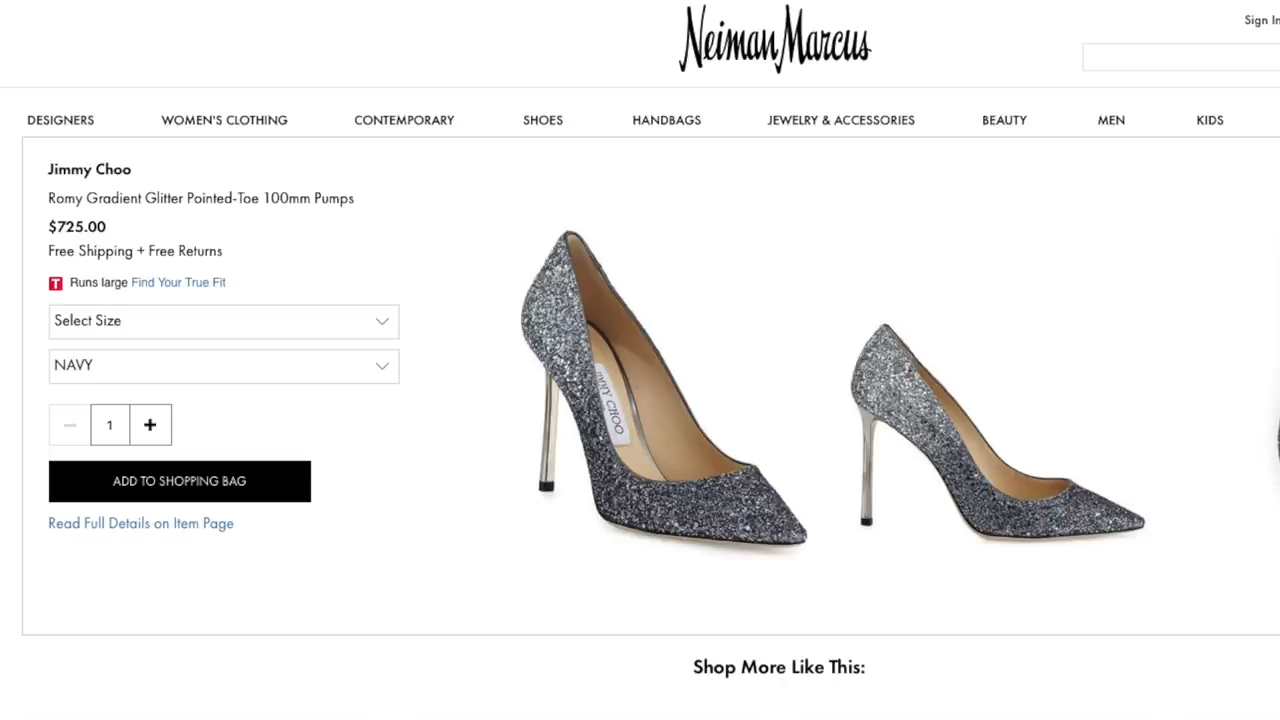 Neiman Marcus
Sign In
DESIGNERS WOMEN'S CLOTHING CONTEMPORARY SHOES HANDBAGS JEWELRY & ACCESSORIES BEAUTY MEN KIDS
Jimmy Choo
Romy Gradient Glitter Pointed-Toe 100mm Pumps
$725.00
Free Shipping + Free Returns
T Runs large Find Your True Fit
Select Size
NAVY
1
ADD TO SHOPPING BAG
Read Full Details on Item Page
JIMMY CHOO
Shop More Like This: